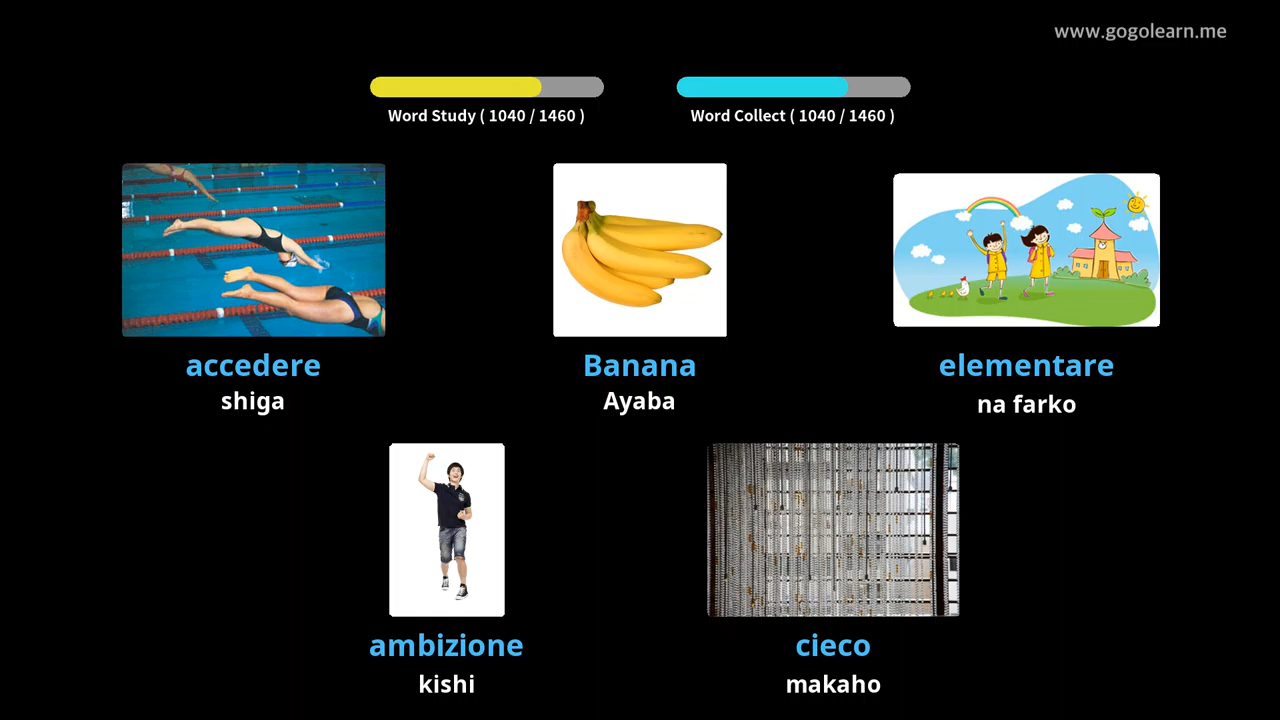 www.gogolearn.me
Word Study ( 1040 / 1460 )
Word Collect ( 1040 / 1460 )
accedere
shiga
Banana
Ayaba
elementare
na farko
ambizione
kishi
cieco
makaho